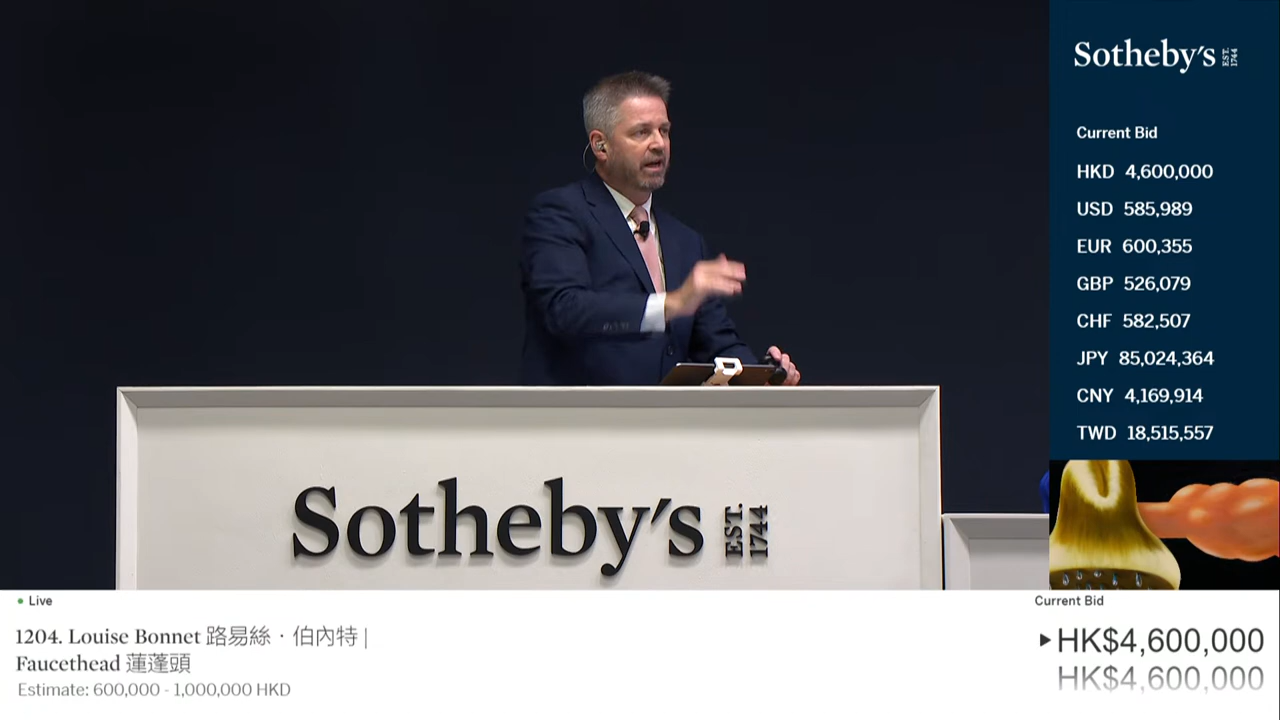 Sotheby's EST. 1744
Current Bid
HKD 4,600,000
USD 585,989
EUR 600,355
GBP 526,079
CHF 582,507
JPY 85,024,364
CNY 4,169,914
TWD 18,515,557
Sotheby's EST. 1744
Live
1204. Louise Bonnet 路易絲·伯內特 |
Faucethead 蓮蓬頭
Estimate: 600,000 - 1,000,000 HKD
Current Bid
HK$4,600,000
HK$4,600,000